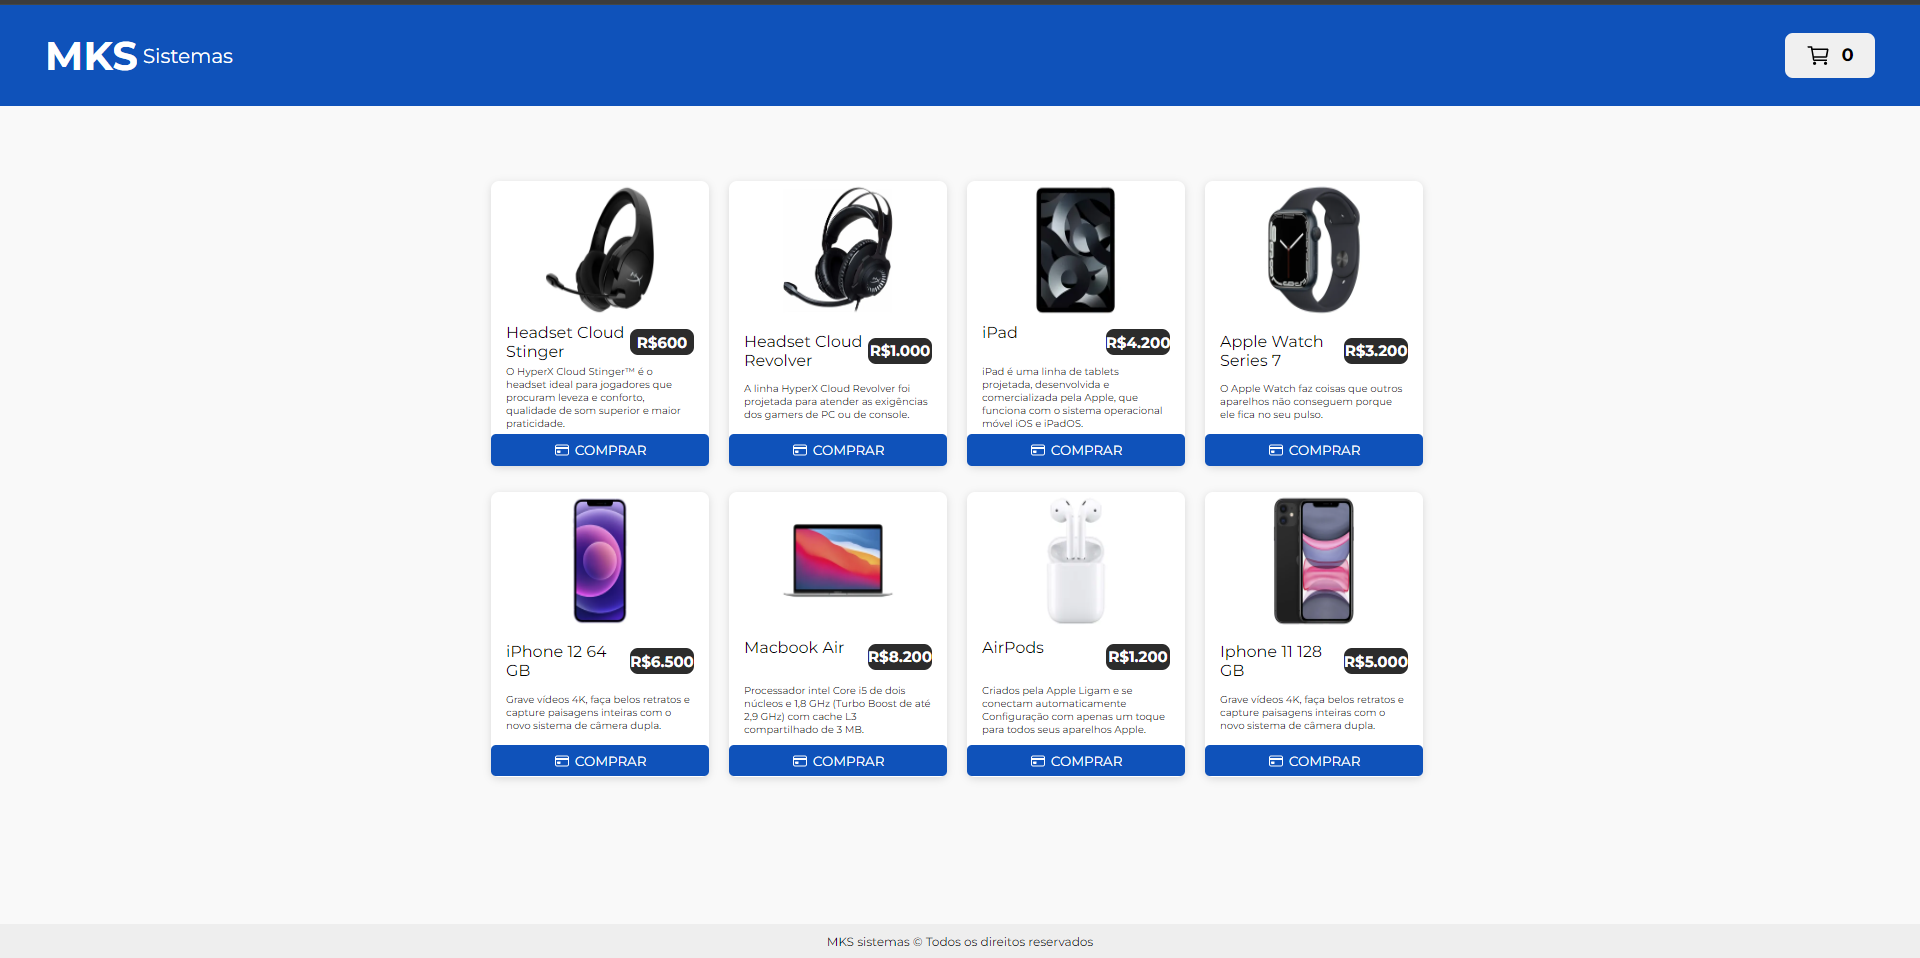 MKS Sistemas
0
Headset Cloud
Stinger
R$600
O HyperX Cloud Stinger™ é o
headset ideal para jogadores que
procuram leveza e conforto,
qualidade de som superior e maior
praticidade.
COMPRAR
Headset Cloud
Revolver
R$1.000
A linha HyperX Cloud Revolver foi
projetada para atender as exigências
dos gamers de PC ou de console.
COMPRAR
iPad
R$4.200
iPad é uma linha de tablets
projetada, desenvolvida e
comercializada pela Apple, que
funciona com o sistema operacional
móvel iOS e iPadOS.
COMPRAR
Apple Watch
Series 7
R$3.200
O Apple Watch faz coisas que outros
aparelhos não conseguem porque
ele fica no seu pulso.
COMPRAR
iPhone 12 64
GB
R$6.500
Grave vídeos 4K, faça belos retratos e
capture paisagens inteiras com o
novo sistema de câmera dupla.
COMPRAR
Macbook Air
R$8.200
Processador intel Core i5 de dois
núcleos e 1,8 GHz (Turbo Boost de até
2,9 GHz) com cache L3
compartilhado de 3 MB.
COMPRAR
AirPods
R$1.200
Criados pela Apple Ligam e se
conectam automaticamente
Configuração com apenas um toque
para todos seus aparelhos Apple.
COMPRAR
Iphone 11 128
GB
R$5.000
Grave vídeos 4K, faça belos retratos e
capture paisagens inteiras com o
novo sistema de câmera dupla.
COMPRAR
MKS sistemas © Todos os direitos reservados